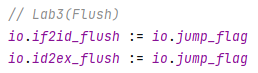 // Lab3(Flush)
io.if2id_flush := io.jump_flag
io.id2ex_flush := io.jump_flag